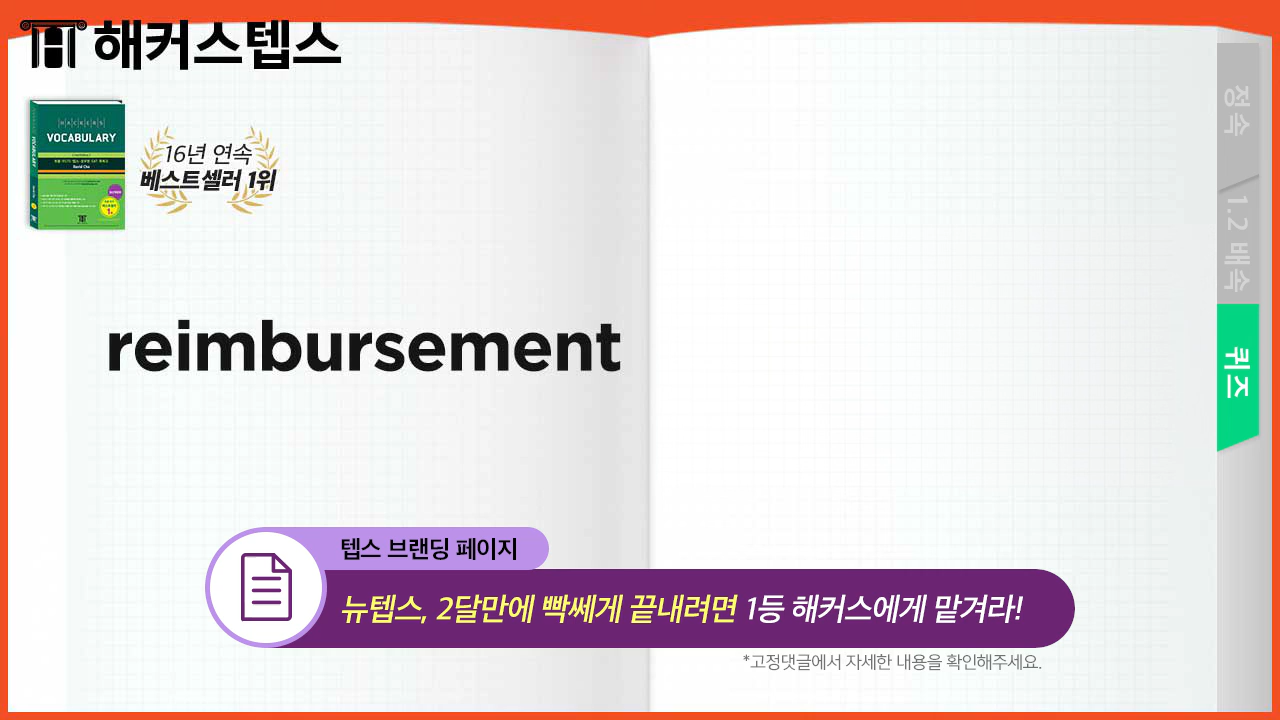 해커스텝스
HACKERS
VOCABULARY
David Cho
VOCABULARY
16년 연속
베스트셀러 1위
정속
1.2 배속
퀴즈
reimbursement
텝스 브랜딩 페이지
뉴텝스, 2달만에 빡쎄게 끝내려면 1등 해커스에게 맡겨라!
*고정댓글에서 자세한 내용을 확인해주세요.